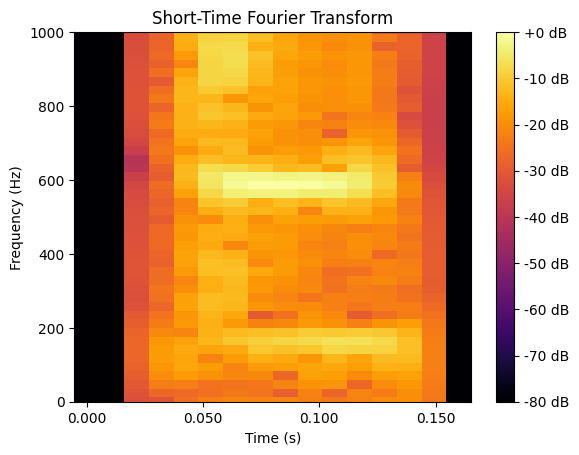 Short-Time Fourier Transform
1000
800
600
400
200
0
Frequency (Hz)
0.000
0.050
0.100
0.150
Time (s)
+0 dB
-10 dB
-20 dB
-30 dB
-40 dB
-50 dB
-60 dB
-70 dB
-80 dB